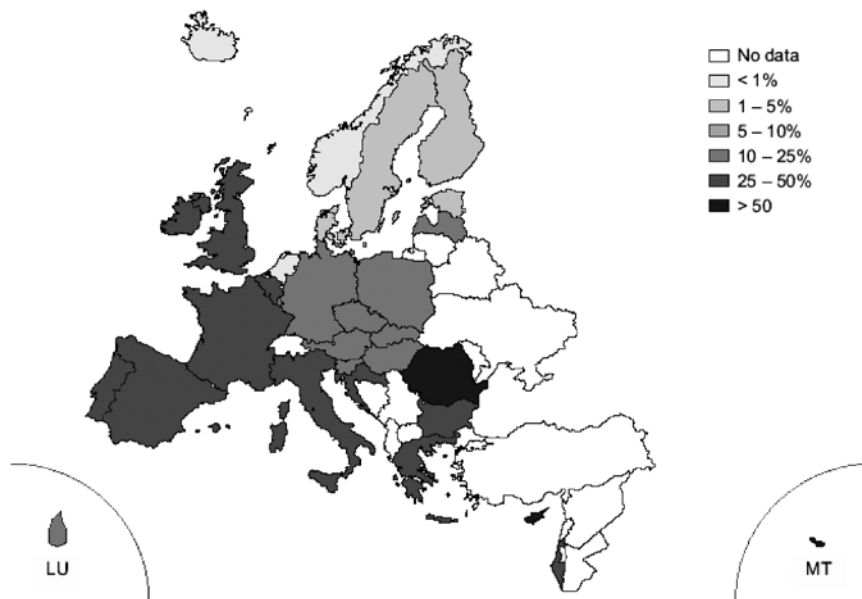 No data
< 1%
1 – 5%
5 – 10%
10 – 25%
25 – 50%
> 50
LU
MT